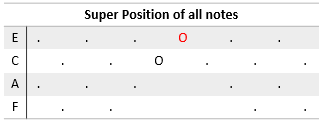 Super Position of all notes
E . . . O . .
C . . O . . .
A . . . . .
F . . . .